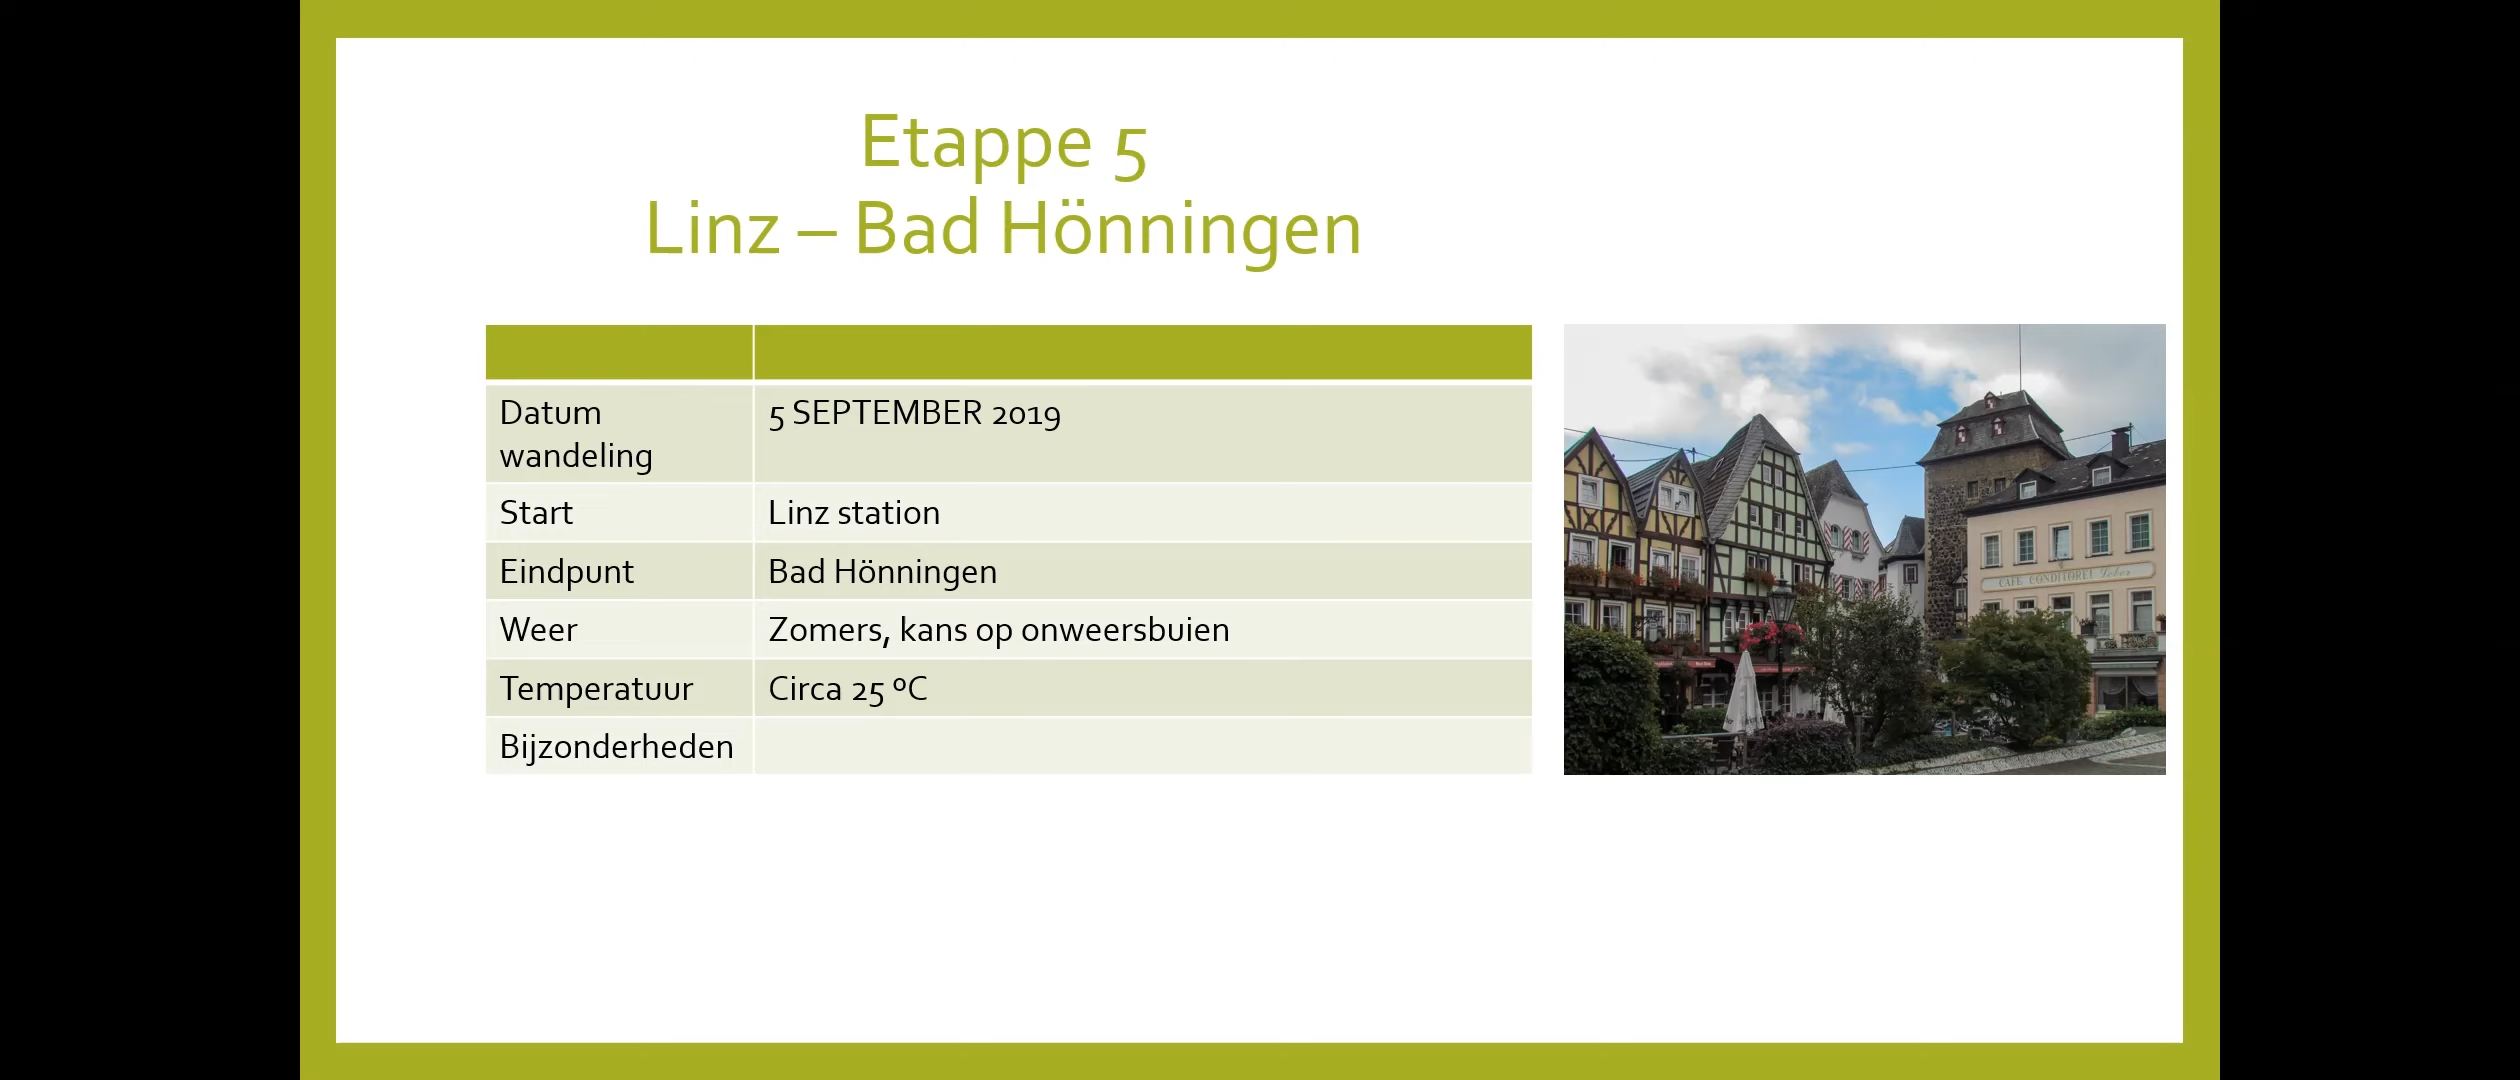 Etappe 5
Linz – Bad Hönningen
Datum
wandeling
5 SEPTEMBER 2019
Start
Linz station
Eindpunt
Bad Hönningen
Weer
Zomers, kans op onweersbuien
Temperatuur
Circa 25 ºC
Bijzonderheden
CAFE CONDITOREI